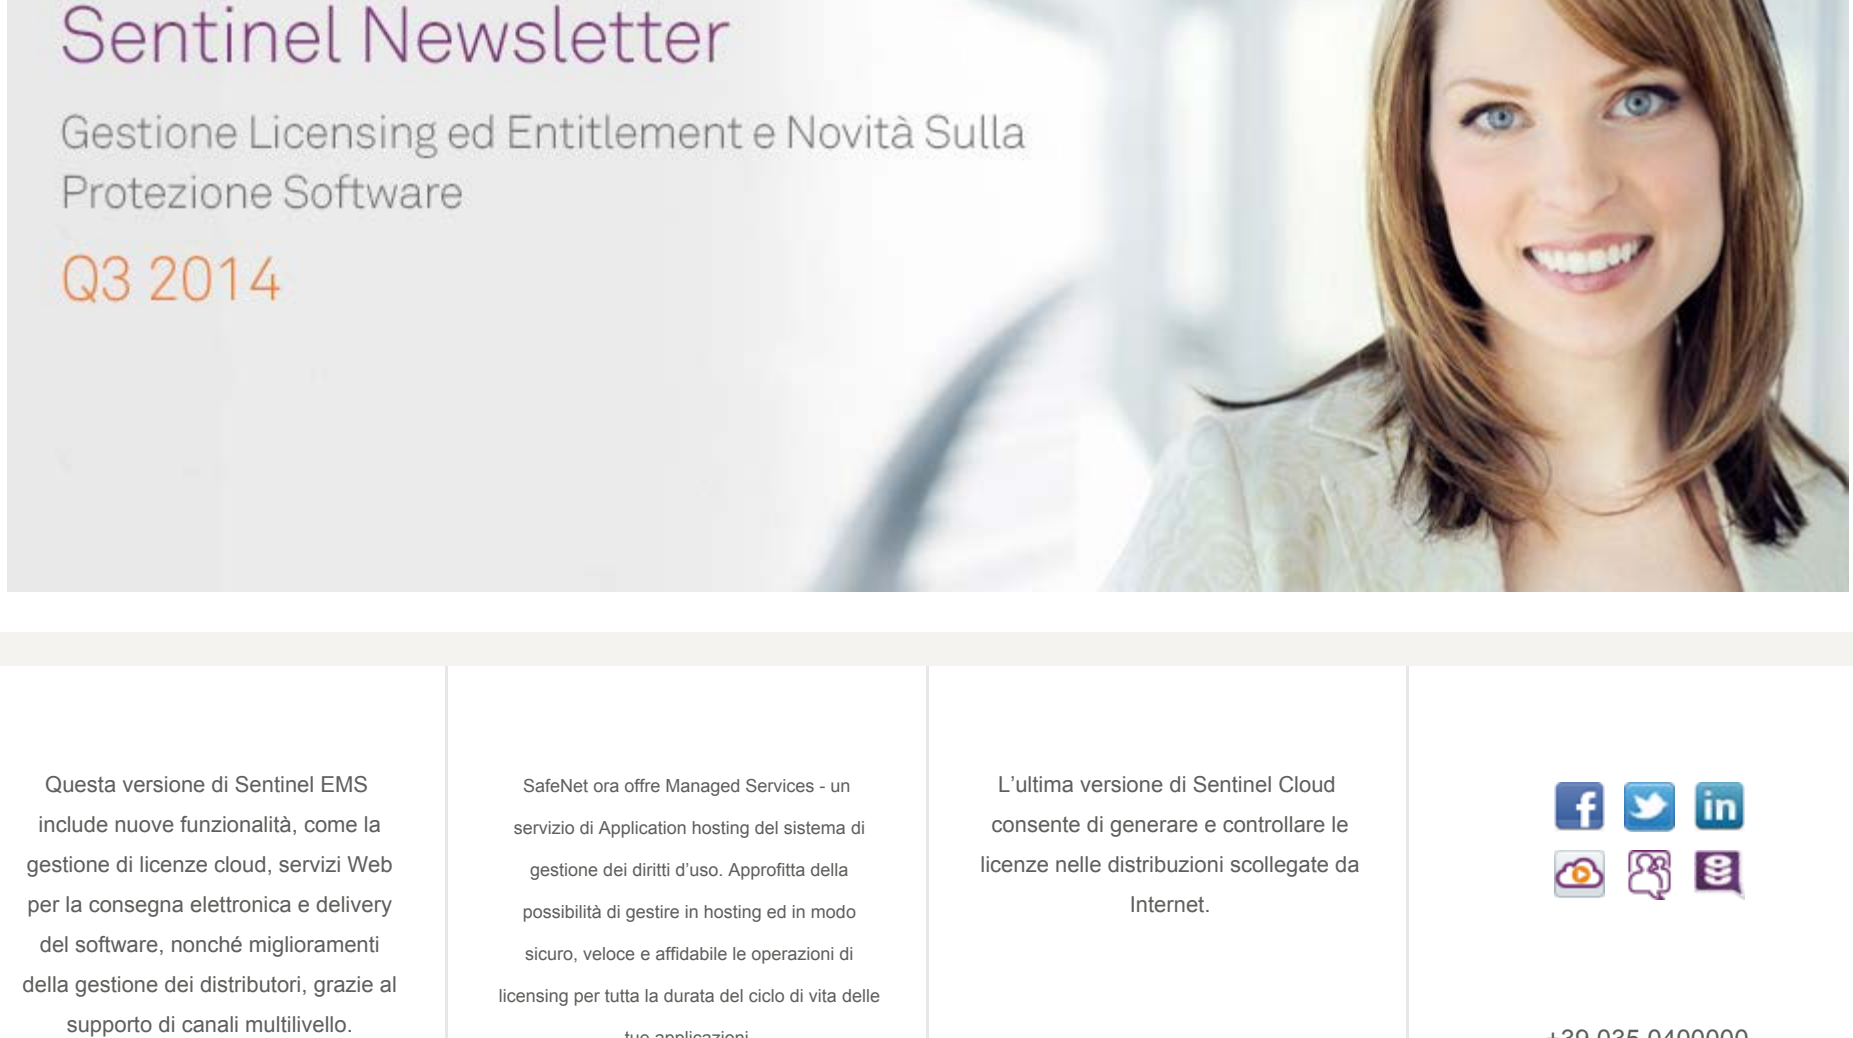 Sentinel Newsletter
Gestione Licensing ed Entitlement e Novità Sulla
Protezione Software
Q3 2014
Questa versione di Sentinel EMS
include nuove funzionalità, come la
gestione di licenze cloud, servizi Web
per la consegna elettronica e delivery
del software, nonché miglioramenti
della gestione dei distributori, grazie al
supporto di canali multilivello.
SafeNet ora offre Managed Services - un
servizio di Application hosting del sistema di
gestione dei diritti d'uso. Approfitta della
possibilità di gestire in hosting ed in modo
sicuro, veloce e affidabile le operazioni di
licensing per tutta la durata del ciclo di vita delle
tue applicazioni
L'ultima versione di Sentinel Cloud
consente di generare e controllare le
licenze nelle distribuzioni scollegate da
Internet.
+39 035 0400000